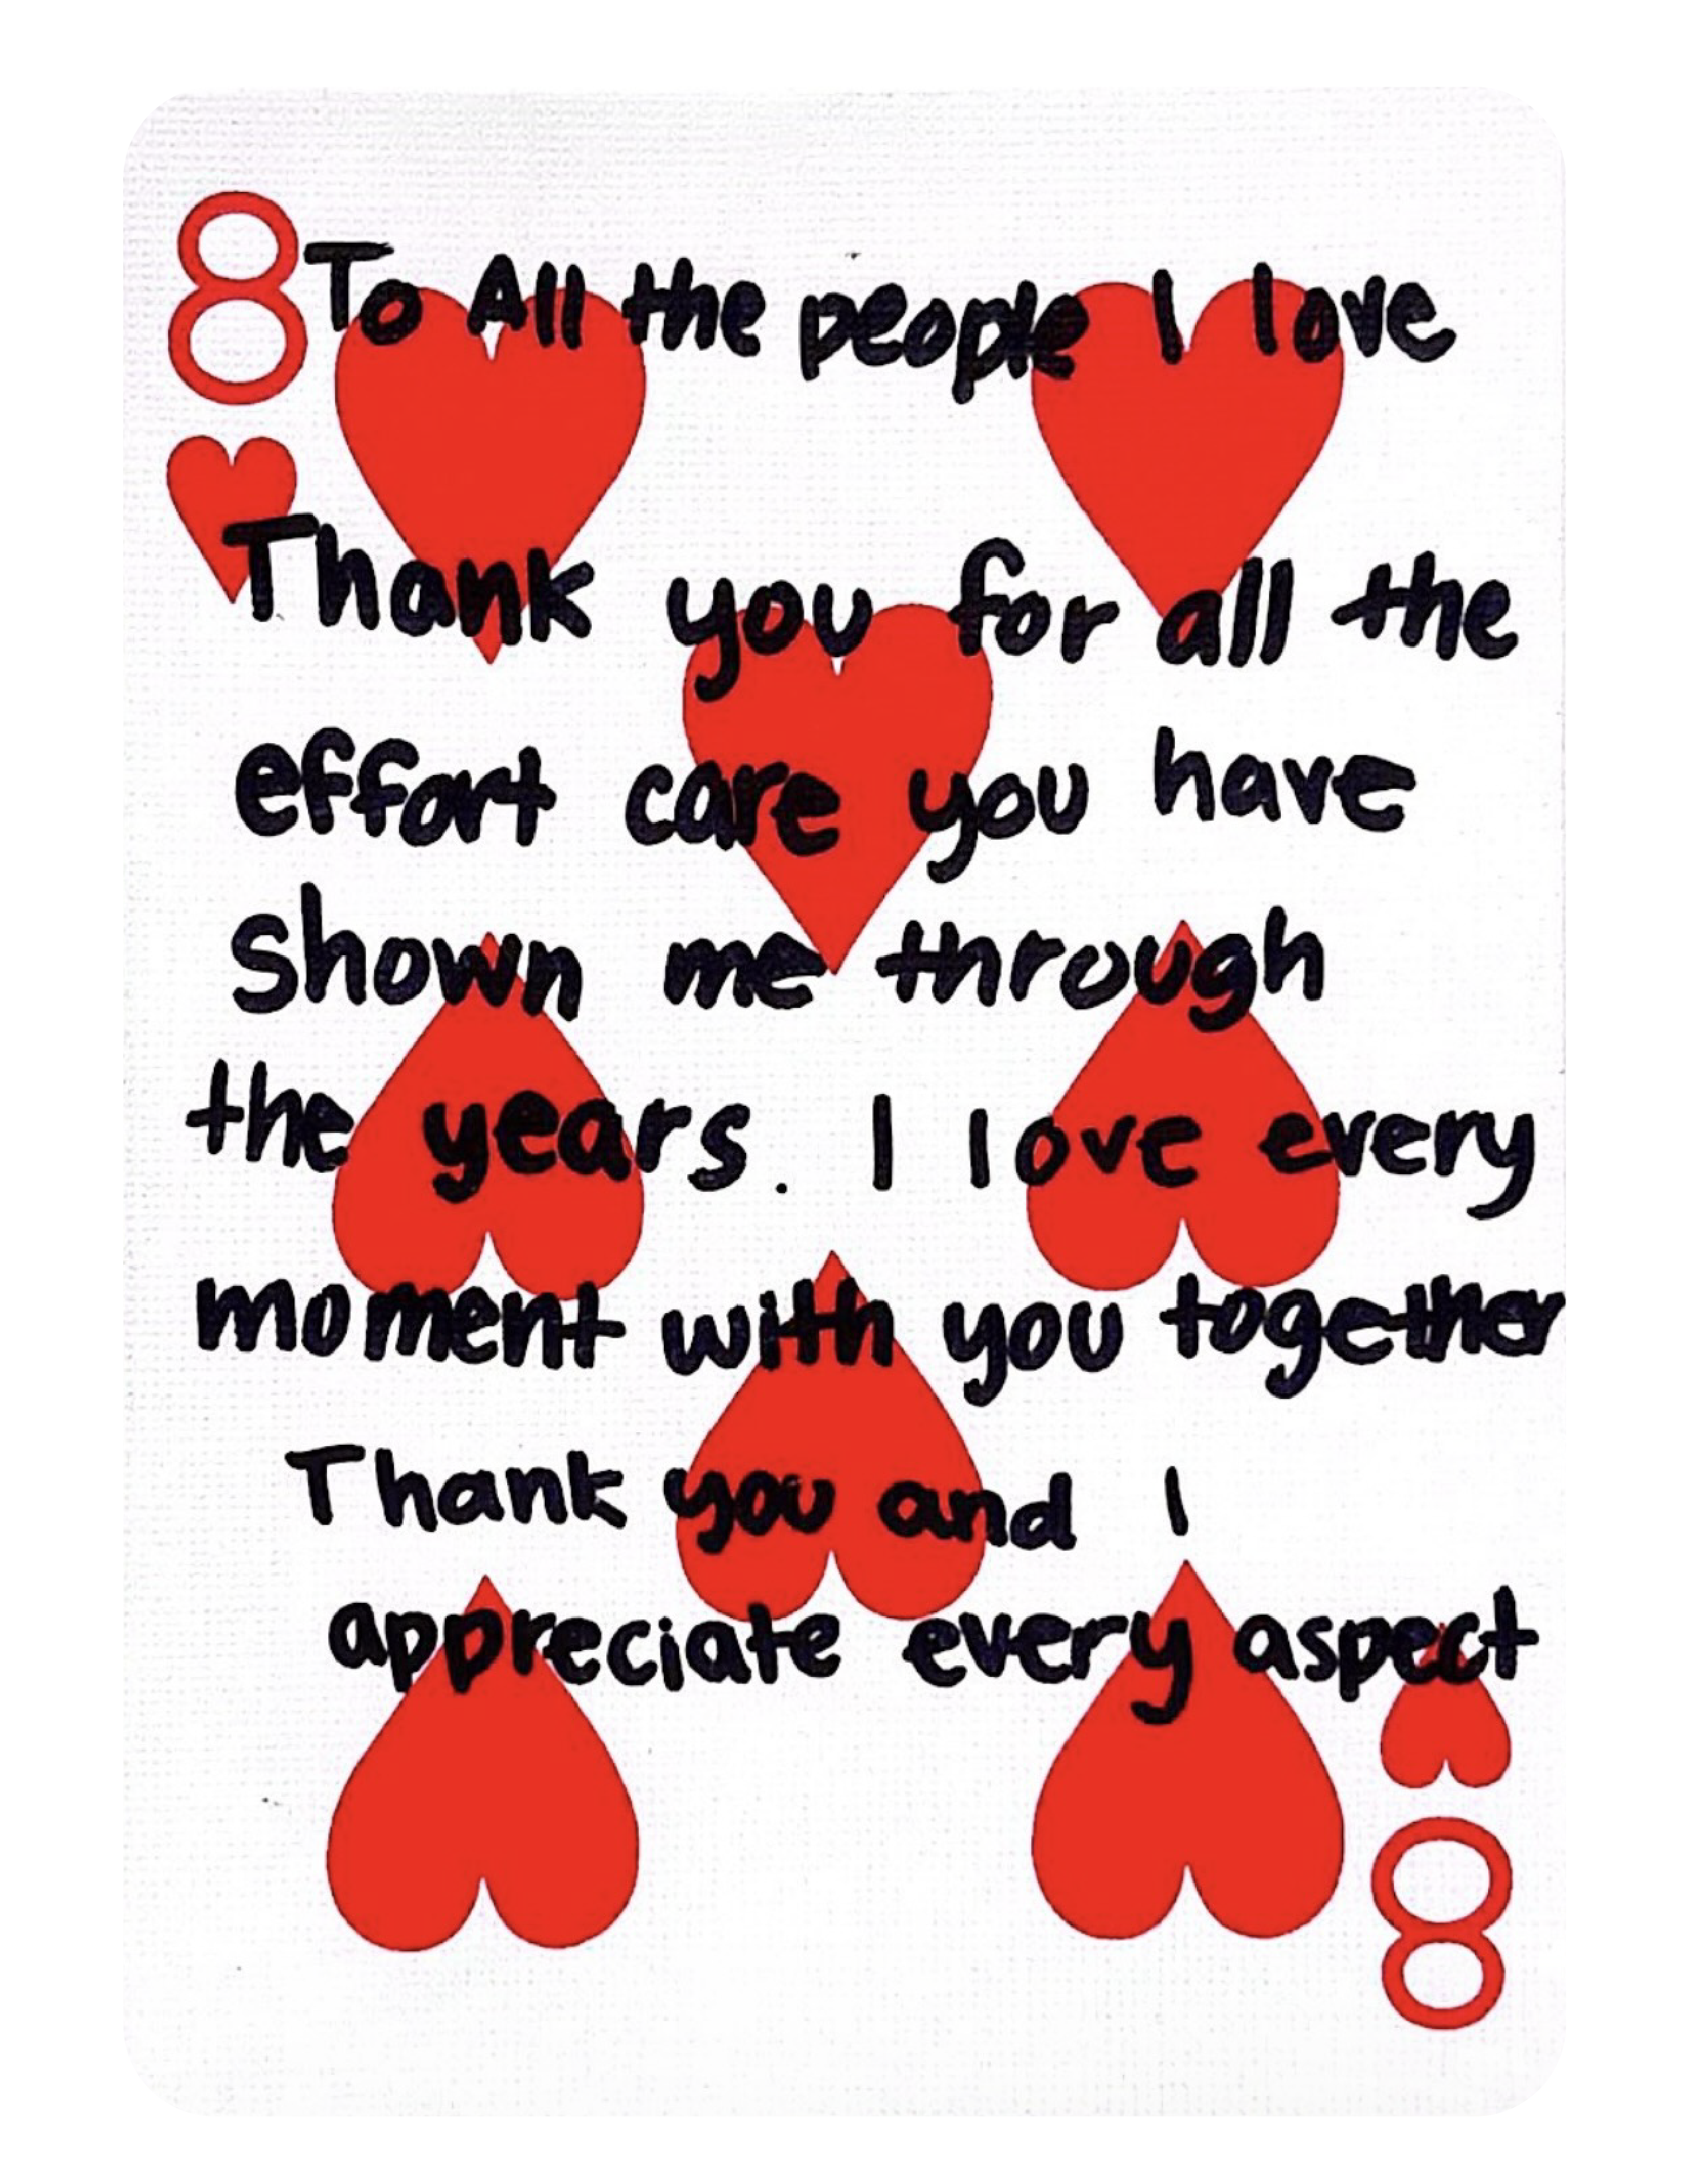 8
To All the people I love
Thank you for all the
effort care you have
shown me through
the years. I love every
moment with you together
Thank you and I
appreciate every aspect
8